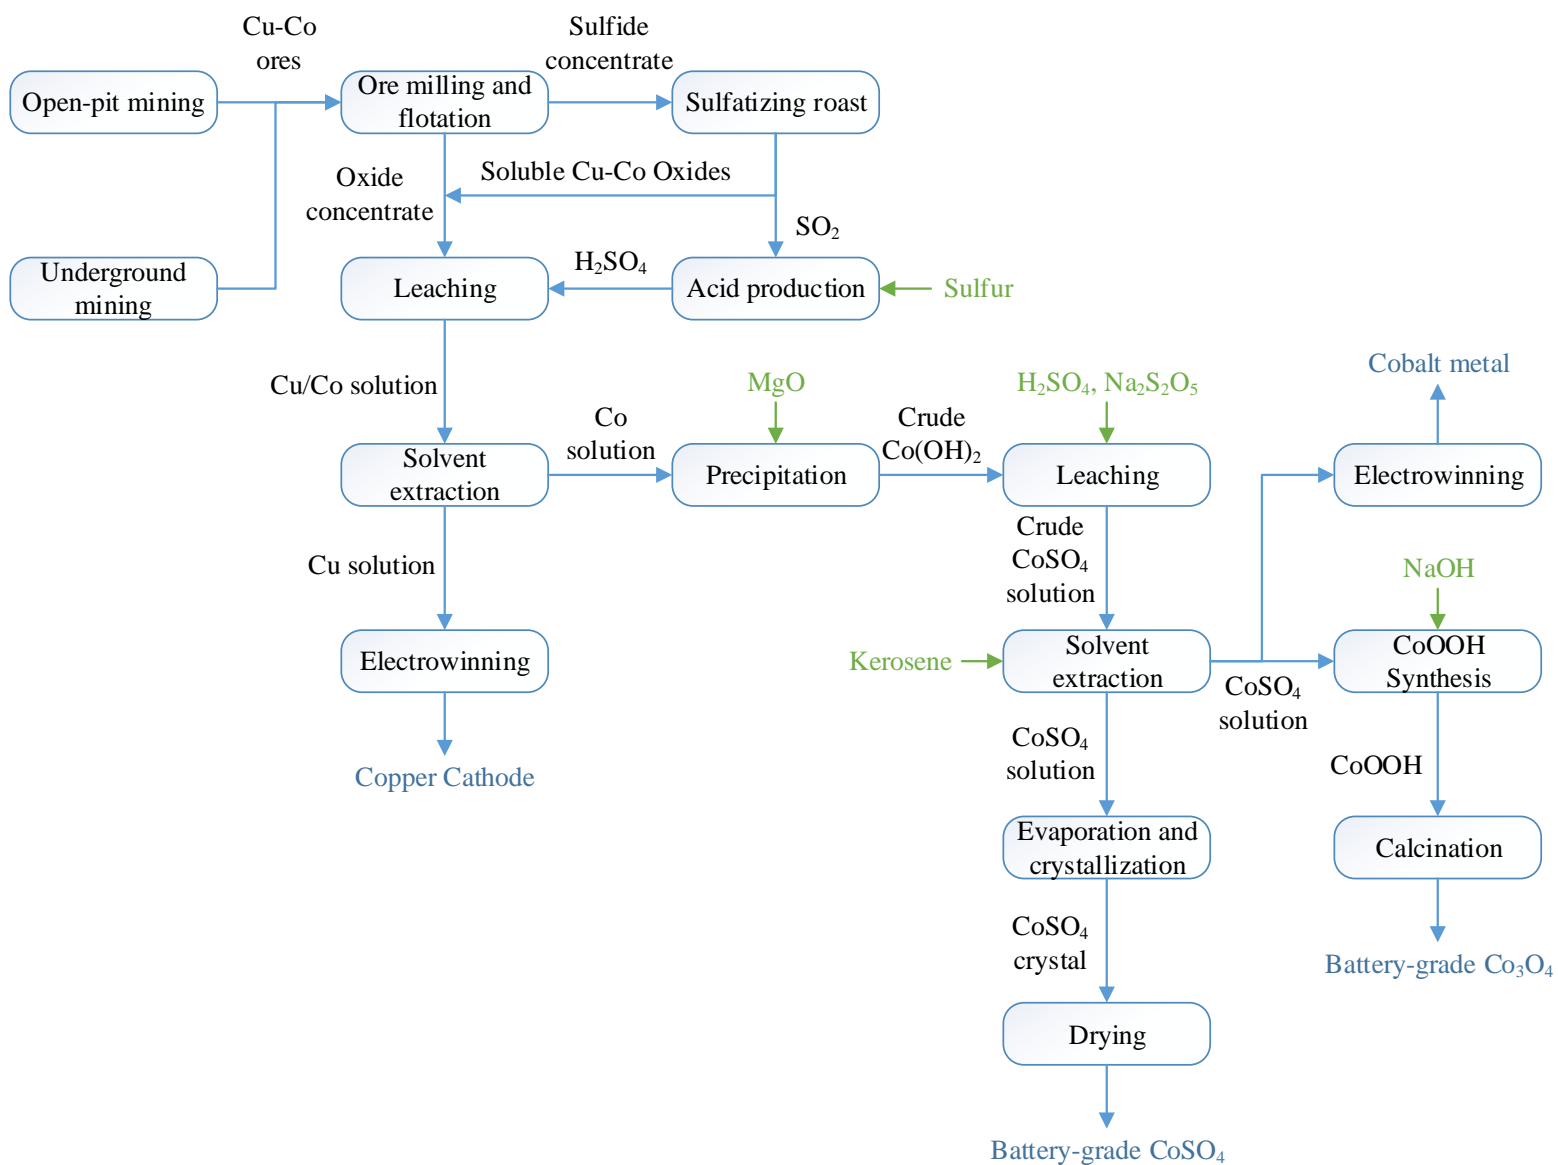 Cu-Co
ores
Sulfide
concentrate
Open-pit mining
Ore milling and
flotation
Sulfatizing roast
Oxide
concentrate
Soluble Cu-Co Oxides
SO₂
Underground
mining
Leaching
H₂SO₄
Acid production
Sulfur
Cu/Co solution
MgO
H₂SO₄, Na₂S₂O₅
Cobalt metal
Solvent
extraction
Co
solution
Precipitation
Crude
Co(OH)₂
Leaching
Electrowinning
Cu solution
Crude
CoSO₄
solution
NaOH
Electrowinning
Kerosene
Solvent
extraction
CoSO₄
solution
CoOOH
Synthesis
Copper Cathode
CoSO₄
solution
CoOOH
Evaporation and
crystallization
Calcination
CoSO₄
crystal
Battery-grade Co₃O₄
Drying
Battery-grade CoSO₄